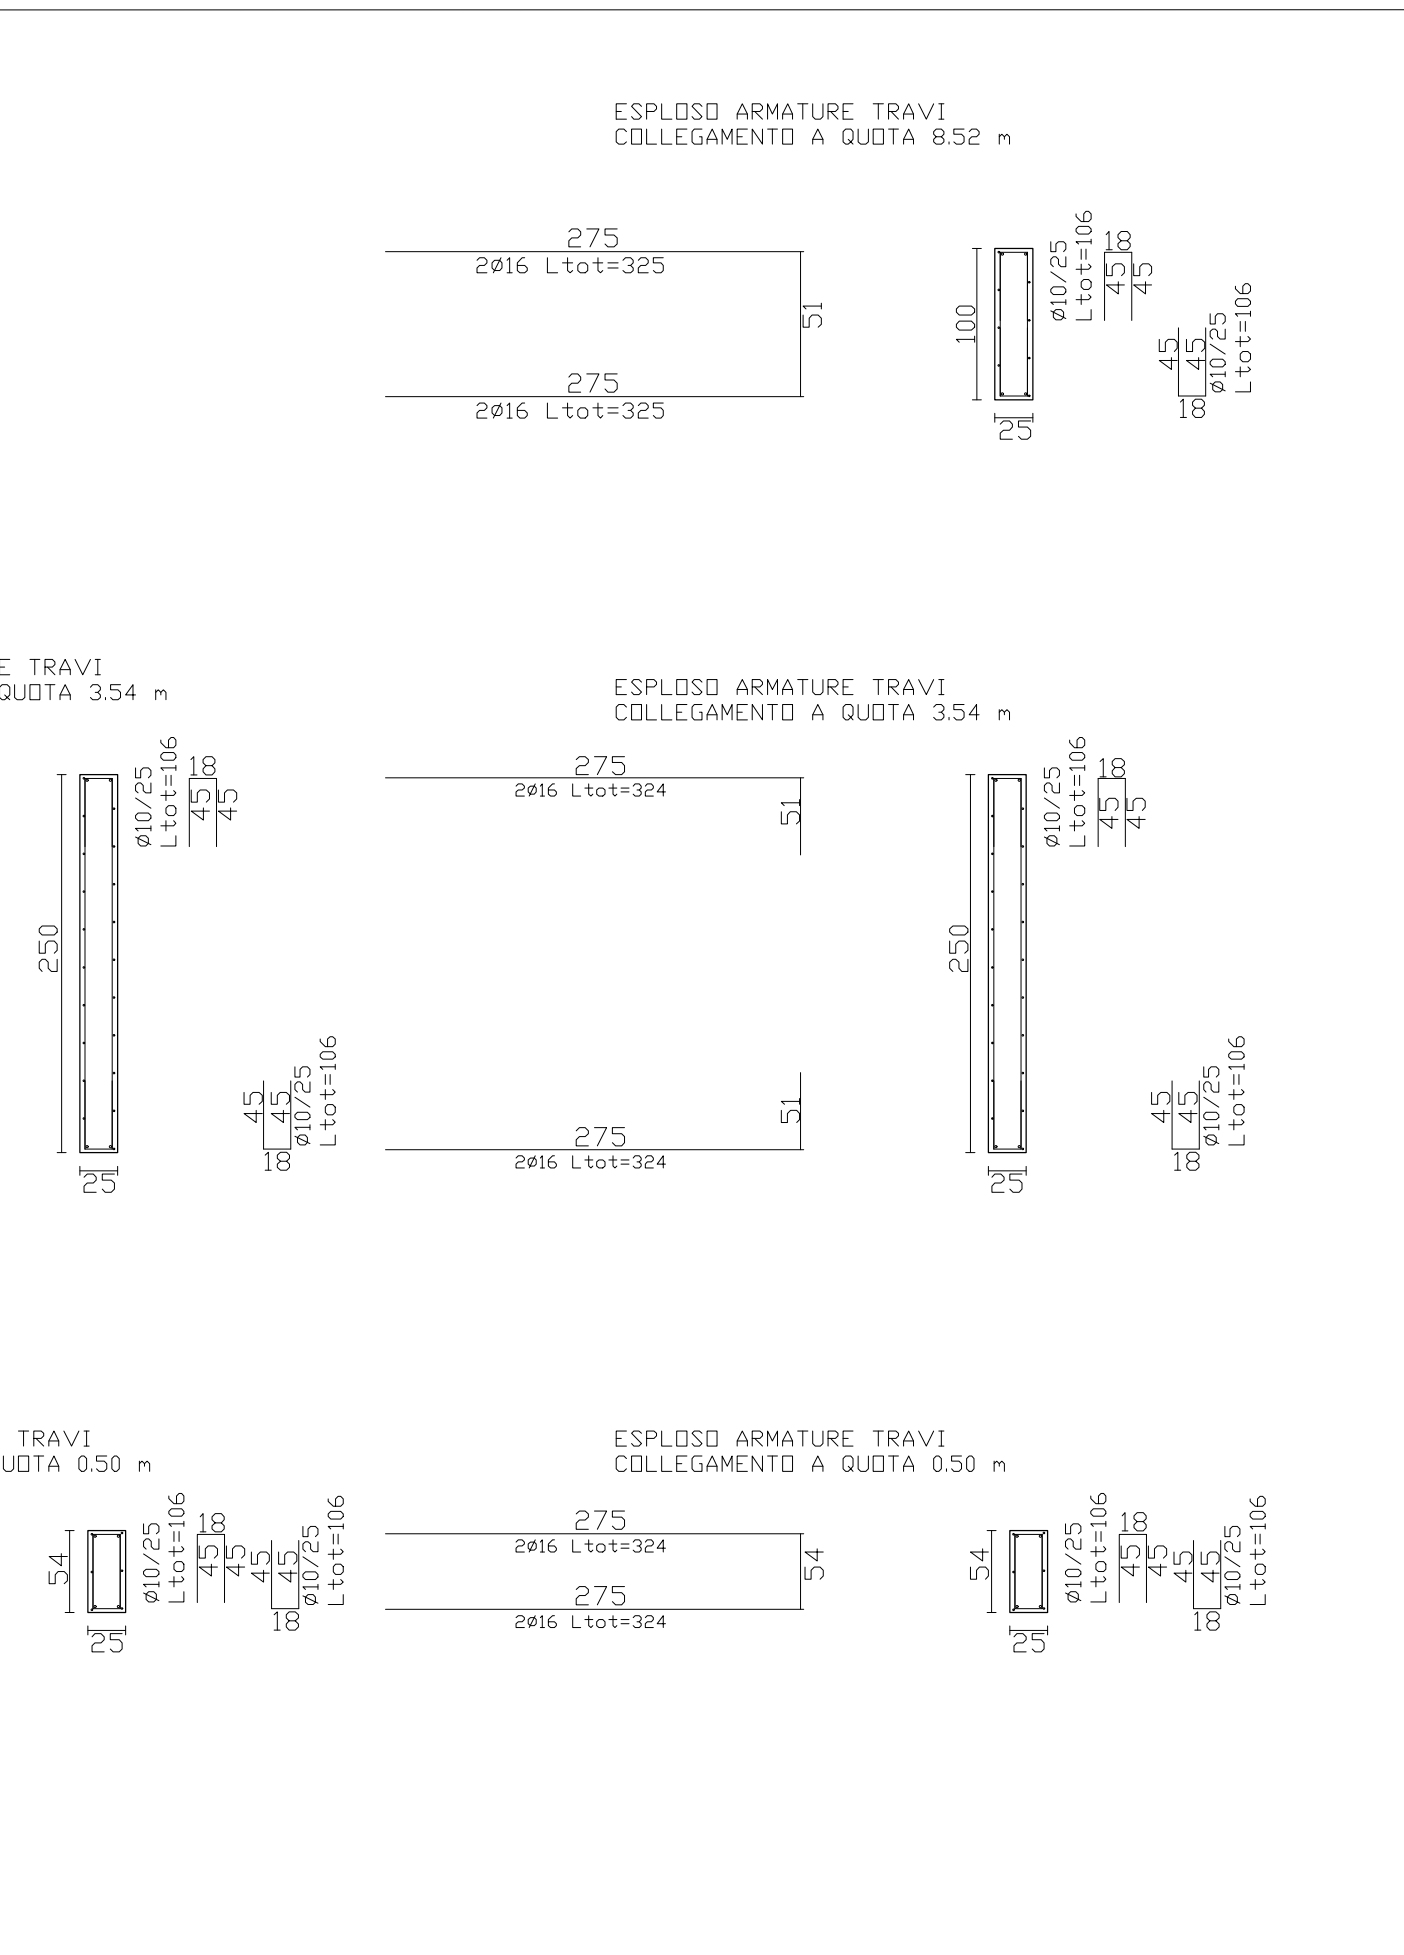 ESPLOSO ARMATURE TRAVI
COLLEGAMENTO A QUOTA 8.52 m
275
2ø16 Ltot=325
51
275
2ø16 Ltot=325
100
25
ø10/25
Ltot=106
18
45
45
45
45
ø10/25
Ltot=106
18
E TRAVI
QUOTA 3.54 m
250
25
ø10/25
Ltot=106
18
45
45
45
45
ø10/25
Ltot=106
18
ESPLOSO ARMATURE TRAVI
COLLEGAMENTO A QUOTA 3.54 m
275
2ø16 Ltot=324
51
51
275
2ø16 Ltot=324
250
25
ø10/25
Ltot=106
18
45
45
45
45
ø10/25
Ltot=106
18
TRAVI
UOTA 0.50 m
54
25
ø10/25
Ltot=106
18
45
45
45
45
ø10/25
Ltot=106
18
ESPLOSO ARMATURE TRAVI
COLLEGAMENTO A QUOTA 0.50 m
275
2ø16 Ltot=324
54
275
2ø16 Ltot=324
54
25
ø10/25
Ltot=106
18
45
45
45
45
ø10/25
Ltot=106
18